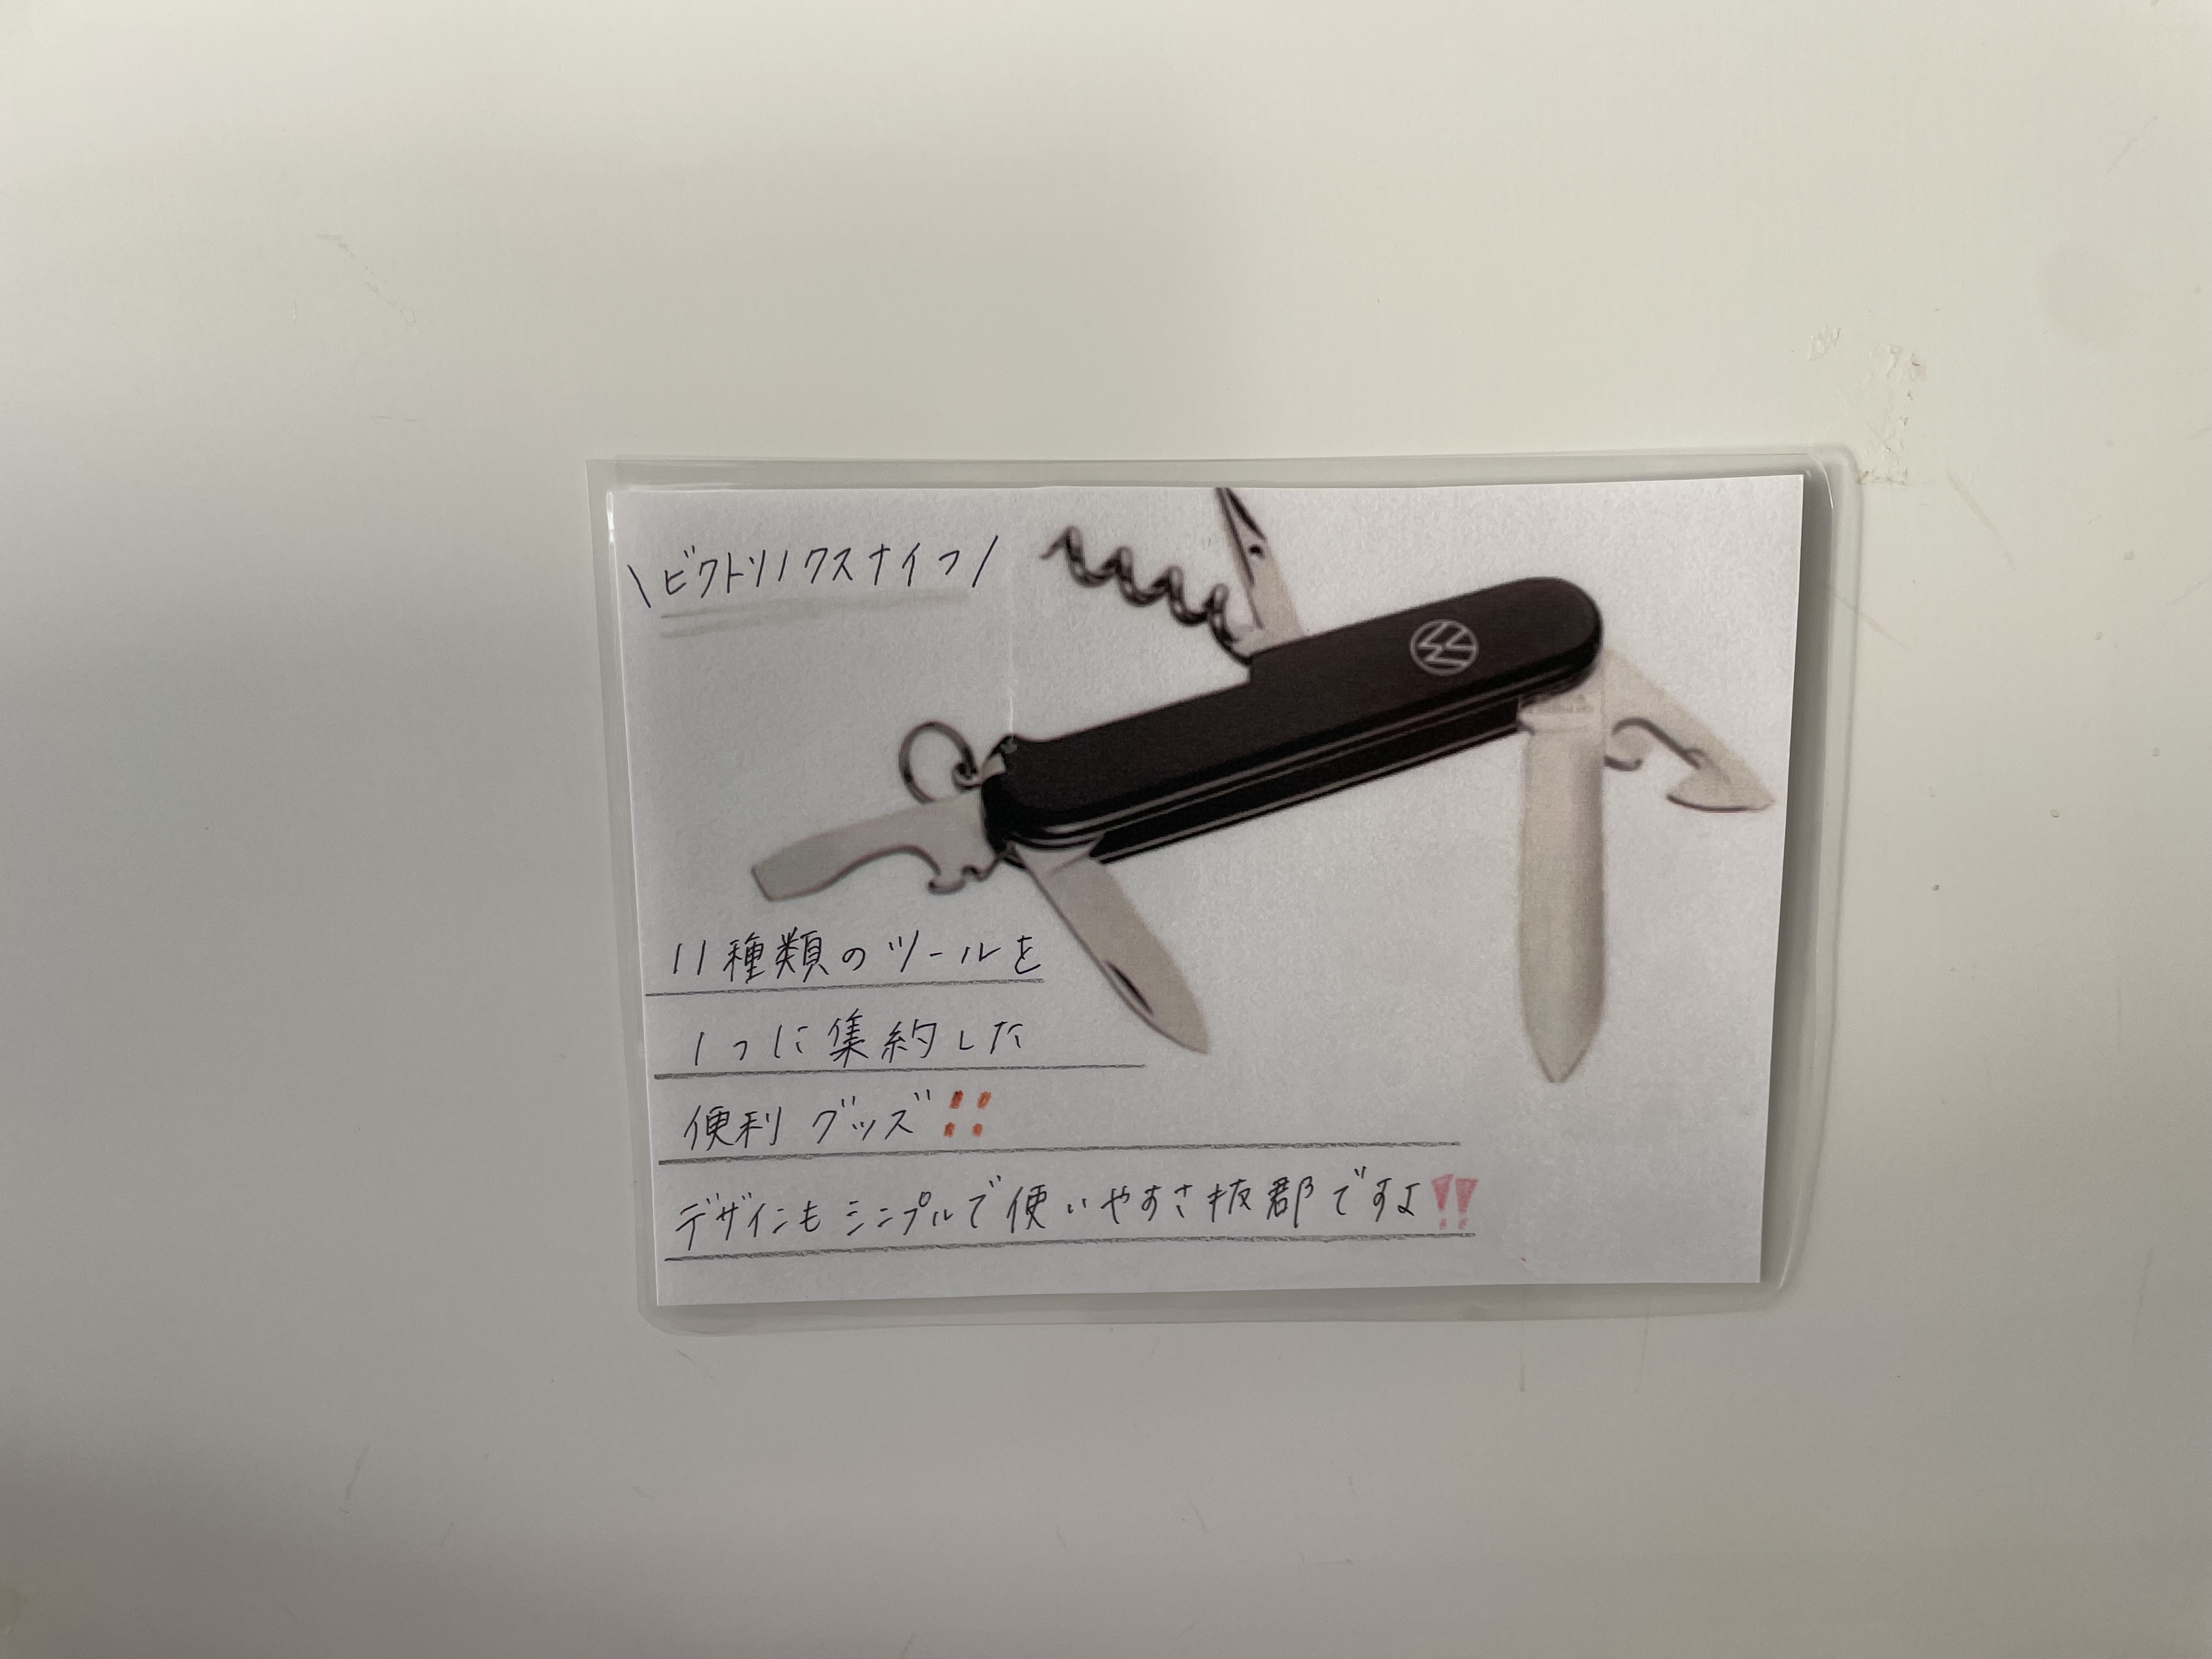 \ビクトリノクスナイフ/
11種類のツールを
1つに集約した
便利グッズ!!
デザインもシンプルで使いやすさ抜群ですよ!!